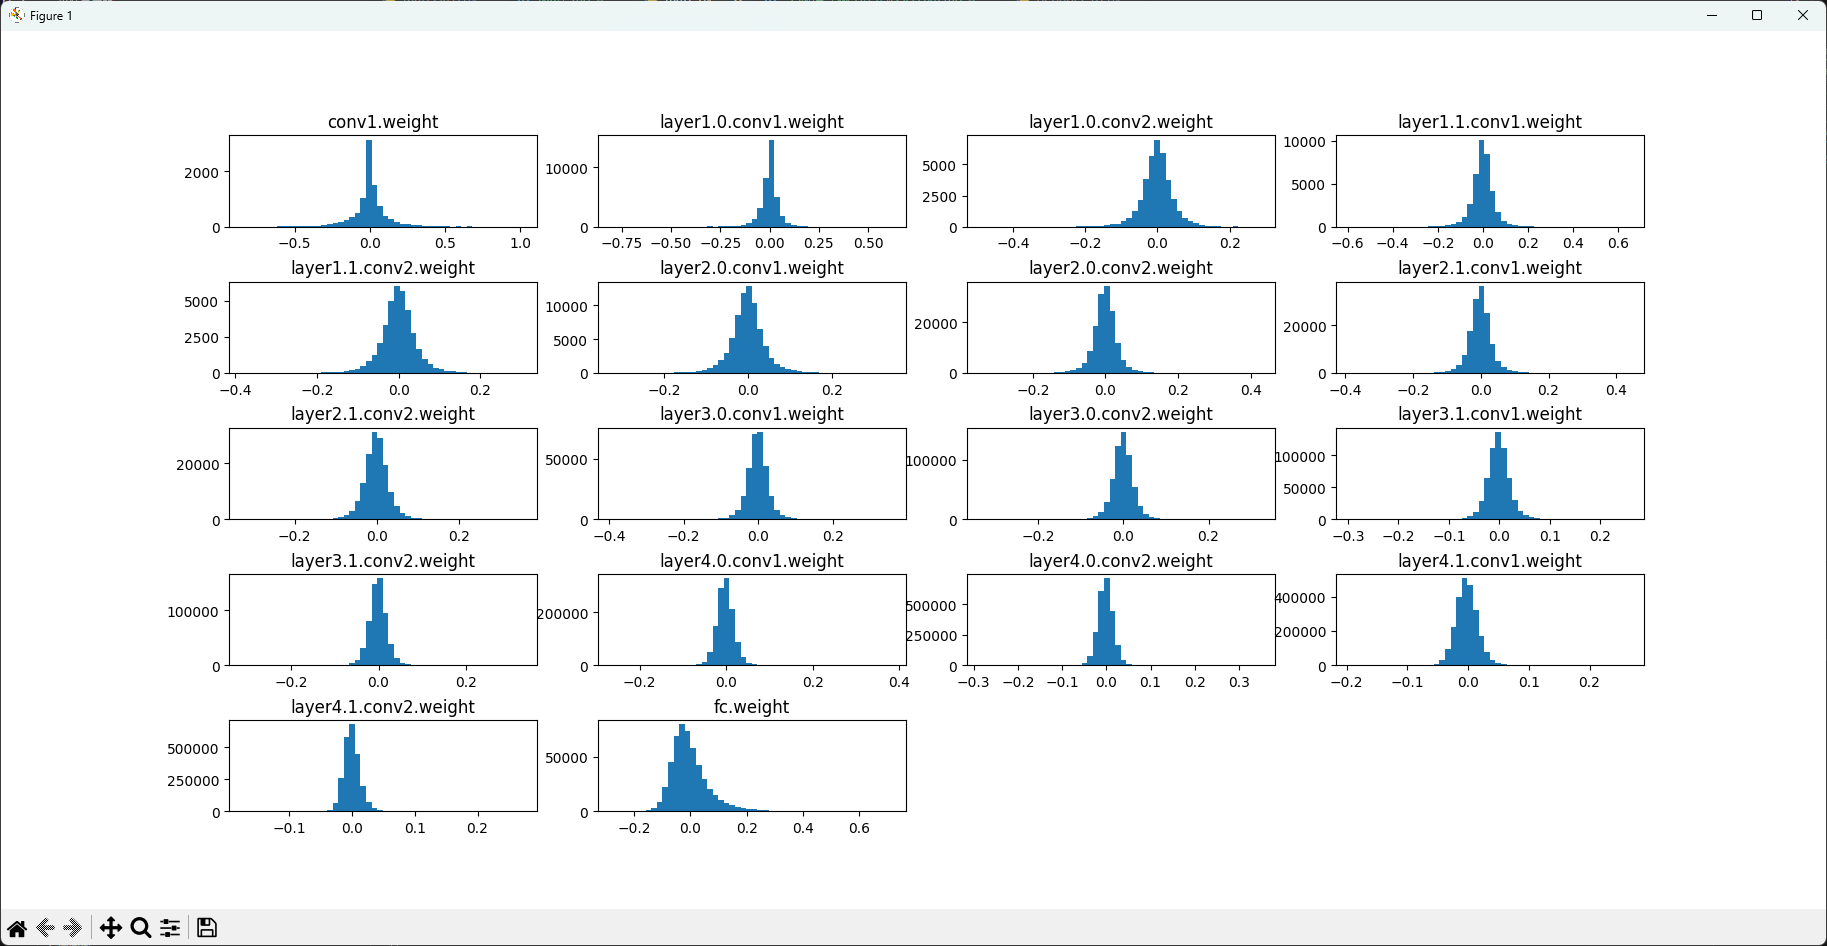 Figure 1
conv1.weight
2000
0
−0.5 0.0 0.5 1.0
layer1.0.conv1.weight
10000
0
−0.75 −0.50 −0.25 0.00 0.25 0.50
layer1.0.conv2.weight
5000
2500
0
−0.4 −0.2 0.0 0.2
layer1.1.conv1.weight
10000
5000
0
−0.6 −0.4 −0.2 0.0 0.2 0.4 0.6
layer1.1.conv2.weight
5000
2500
0
−0.4 −0.2 0.0 0.2
layer2.0.conv1.weight
10000
5000
0
−0.2 0.0 0.2
layer2.0.conv2.weight
20000
0
−0.2 0.0 0.2 0.4
layer2.1.conv1.weight
20000
0
−0.4 −0.2 0.0 0.2 0.4
layer2.1.conv2.weight
20000
0
−0.2 0.0 0.2
layer3.0.conv1.weight
50000
0
−0.4 −0.2 0.0 0.2
layer3.0.conv2.weight
100000
0
−0.2 0.0 0.2
layer3.1.conv1.weight
100000
50000
0
−0.3 −0.2 −0.1 0.0 0.1 0.2
layer3.1.conv2.weight
100000
0
−0.2 0.0 0.2
layer4.0.conv1.weight
200000
0
−0.2 0.0 0.2 0.4
layer4.0.conv2.weight
500000
250000
0
−0.3 −0.2 −0.1 0.0 0.1 0.2 0.3
layer4.1.conv1.weight
400000
200000
0
−0.2 −0.1 0.0 0.1 0.2
layer4.1.conv2.weight
500000
250000
0
−0.1 0.0 0.1 0.2
fc.weight
50000
0
−0.2 0.0 0.2 0.4 0.6